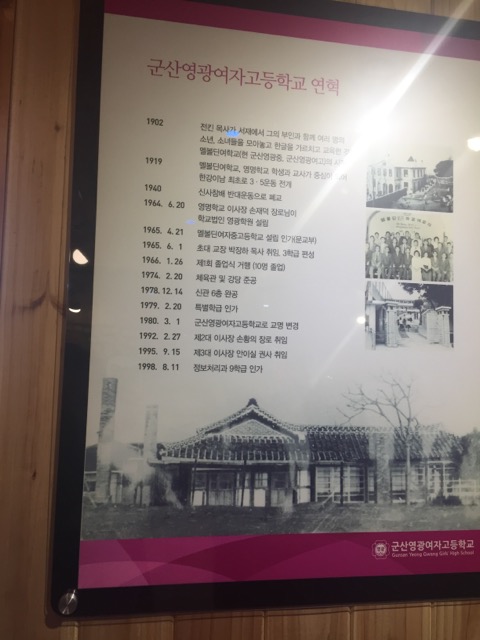 군산영광여자고등학교 연혁
1902 전킨 목사가 서재에서 그의 부인과 함께 여러 명의
소년, 소녀들을 모아놓고 한글을 가르치고 교육한
멜볼딘여학교(현 군산영광중, 군산영광여고)의
1919 멜볼딘여학교, 영명학교 학생과 교사가 중심이
한강이남 최초로 3·5운동 전개
1940 신사참배 반대운동으로 폐교
1964. 6.20 영명학교 이사장 손재덕 장로님이
학교법인 영광학원 설립
1965. 4.21 멜볼딘여자중고등학교 설립 인가(문교부)
1965. 6. 1 초대 교장 박장하 목사 취임, 3학급 편성
1966. 1.26 제1회 졸업식 거행 (10명 졸업)
1974. 2.20 체육관 및 강당 준공
1978. 12.14 신관 6층 완공
1979. 2.20 특별학급 인가
1980. 3. 1 군산영광여자고등학교로 교명 변경
1992. 2.27 제2대 이사장 손황의 장로 취임
1995. 9.15 제3대 이사장 안이실 권사 취임
1998. 8.11 정보처리과 9학급 인가
군산영광여자고등학교
Gunsan Yeong Gwang Girls' High School